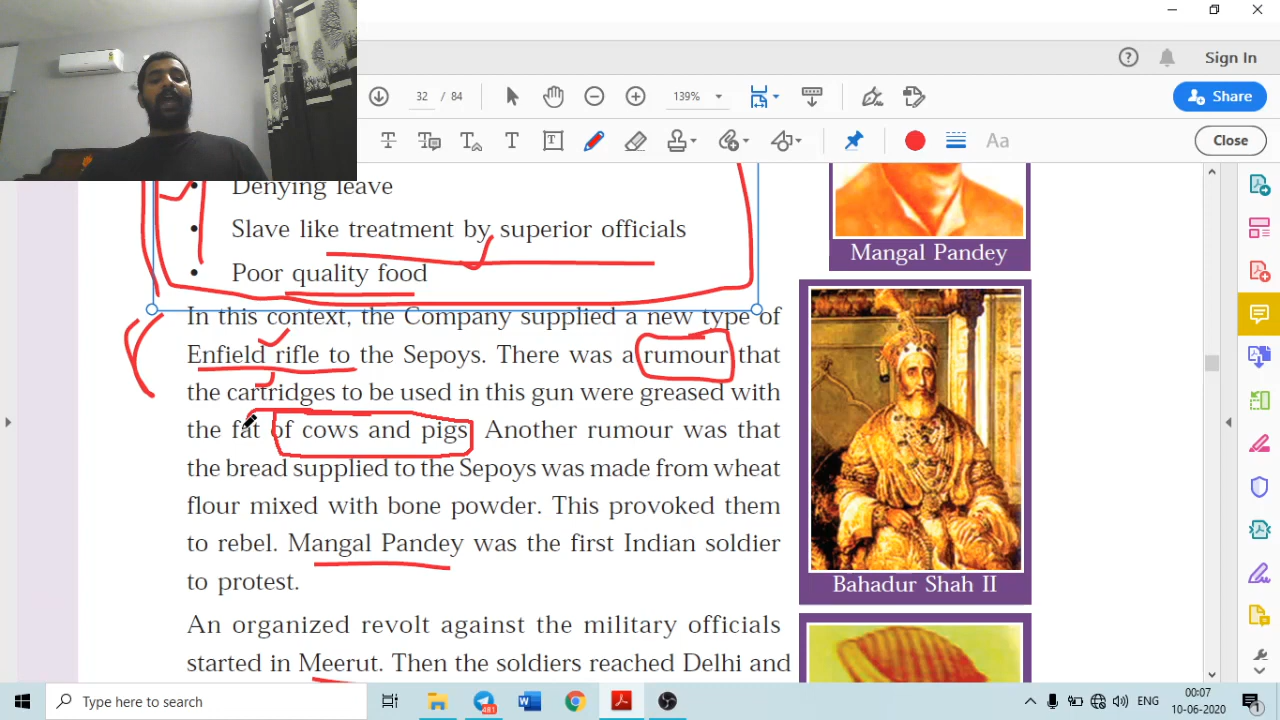 Sign In
32 / 84
139%
Share
T
Aa
Close
Denying leave
Slave like treatment by superior officials
Poor quality food
In this context, the Company supplied a new type of
Enfield rifle to the Sepoys. There was a rumour that
the cartridges to be used in this gun were greased with
the fat of cows and pigs. Another rumour was that
the bread supplied to the Sepoys was made from wheat
flour mixed with bone powder. This provoked them
to rebel. Mangal Pandey was the first Indian soldier
to protest.
An organized revolt against the military officials
started in Meerut. Then the soldiers reached Delhi and
Mangal Pandey
Bahadur Shah II
Type here to search
481
ENG
00:07
10-06-2020
1